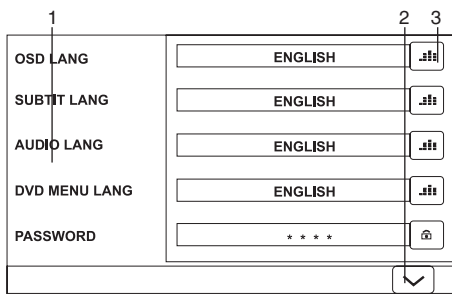 1 2 3
OSD LANG ENGLISH
SUBTIT LANG ENGLISH
AUDIO LANG ENGLISH
DVD MENU LANG ENGLISH
PASSWORD * * * *